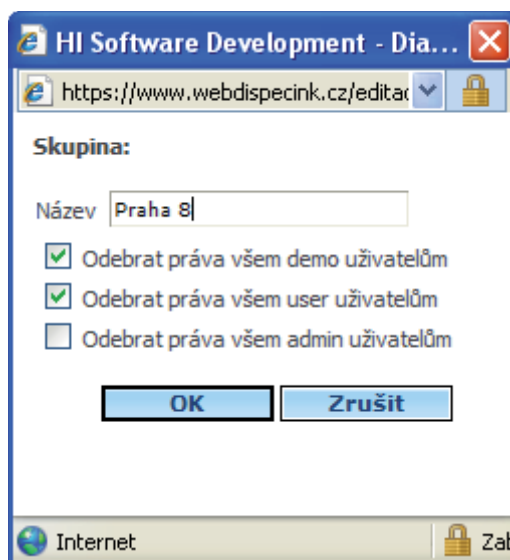 HI Software Development - Dia...
https://www.webdispecink.cz/editac
Skupina:
Název Praha 8
Odebrat práva všem demo uživatelům
Odebrat práva všem user uživatelům
Odebrat práva všem admin uživatelům
OK Zrušit
Internet Zab